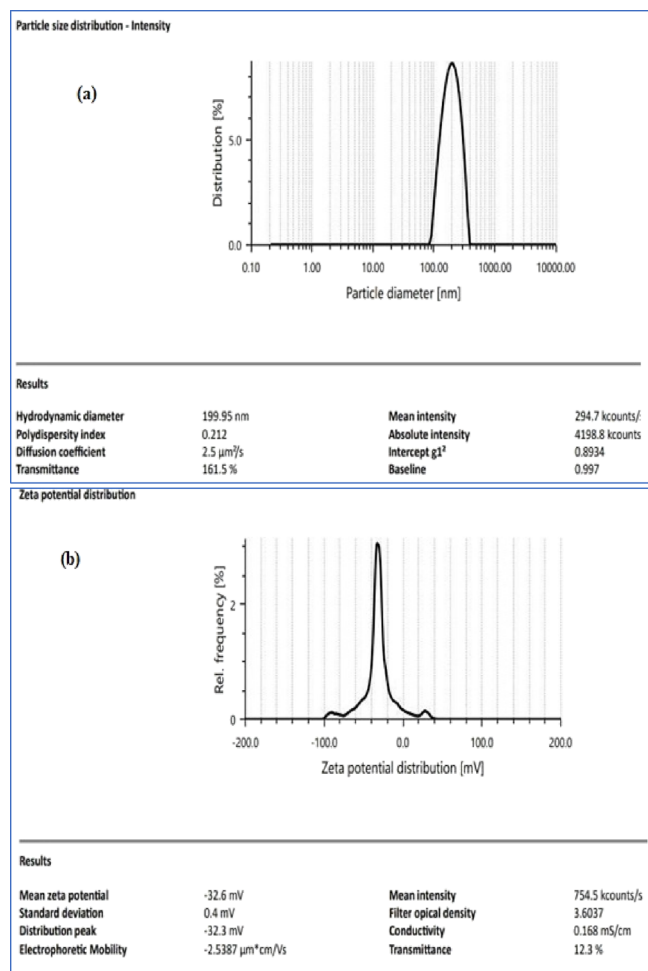 Particle size distribution - Intensity
(a)
Distribution [%]
5.0
0.0
0.10 1.00 10.00 100.00 1000.00 10000.00
Particle diameter [nm]
Results
Hydrodynamic diameter 199.95 nm Mean intensity 294.7 kcounts/
Polydispersity index 0.212 Absolute intensity 4198.8 kcounts
Diffusion coefficient 2.5 µm²/s Intercept g1² 0.8934
Transmittance 161.5 % Baseline 0.997
Zeta potential distribution
(b)
Rel. frequency [%]
2
0
-200.0 -100.0 0.0 100.0 200.0
Zeta potential distribution [mV]
Results
Mean zeta potential -32.6 mV Mean intensity 754.5 kcounts/s
Standard deviation 0.4 mV Filter opical density 3.6037
Distribution peak -32.3 mV Conductivity 0.168 mS/cm
Electrophoretic Mobility -2.5387 µm*cm/Vs Transmittance 12.3 %